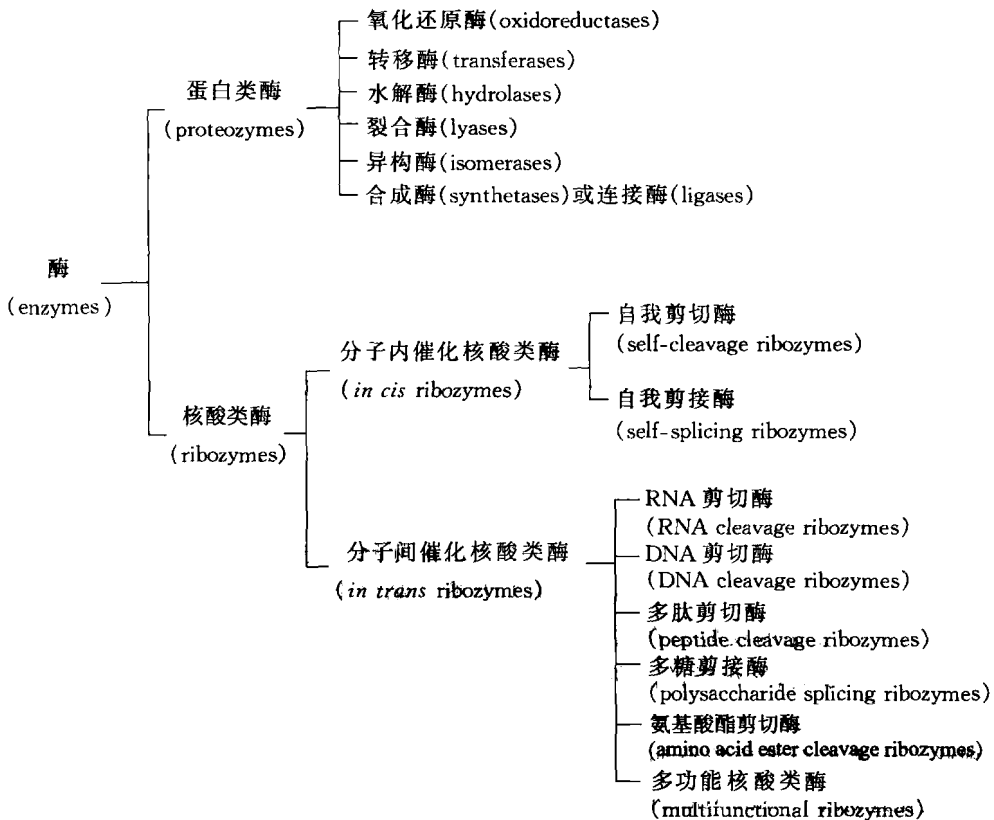 氧化还原酶(oxidoreductases)
转移酶(transferases)
水解酶(hydrolases)
裂合酶(lyases)
异构酶(isomerases)
合成酶(synthetases)或连接酶(ligases)
蛋白类酶
(proteozymes)
酶
(enzymes)
核酸类酶
(ribozymes)
分子内催化核酸类酶
(in cis ribozymes)
自我剪切酶
(self-cleavage ribozymes)
自我剪接酶
(self-splicing ribozymes)
分子间催化核酸类酶
(in trans ribozymes)
RNA 剪切酶
(RNA cleavage ribozymes)
DNA 剪切酶
(DNA cleavage ribozymes)
多肽剪切酶
(peptide cleavage ribozymes)
多糖剪接酶
(polysaccharide splicing ribozymes)
氨基酸酯剪切酶
(amino acid ester cleavage ribozymes)
多功能核酸类酶
(multifunctional ribozymes)